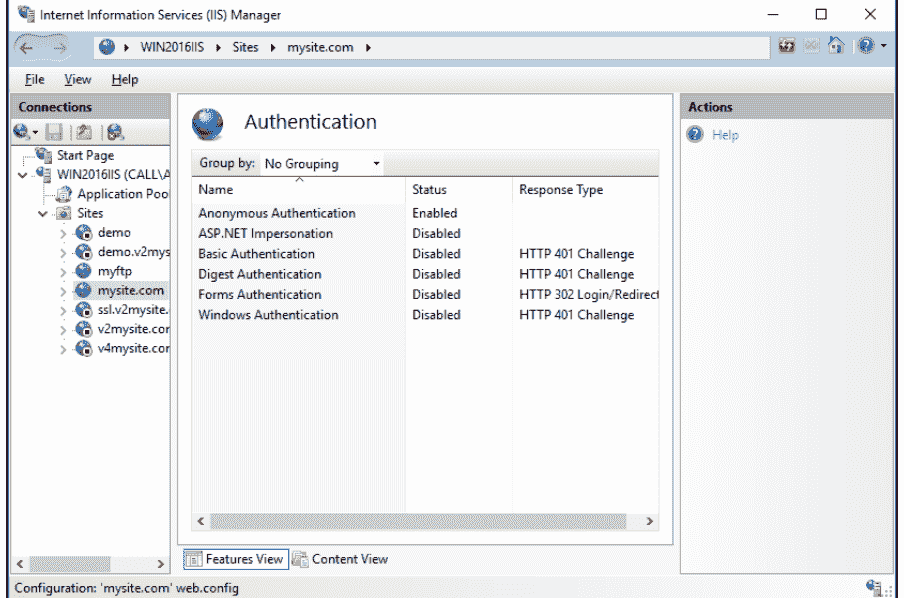 Internet Information Services (IIS) Manager
WIN2016IIS Sites mysite.com
File View Help
Connections
Start Page
WIN2016IIS (CALL\A
Application Pool
Sites
demo
demo.v2mys
myftp
mysite.com
ssl.v2mysite.
v2mysite.cor
v4mysite.cor
Authentication
Group by: No Grouping
Name Status Response Type
Anonymous Authentication Enabled
ASP.NET Impersonation Disabled
Basic Authentication Disabled HTTP 401 Challenge
Digest Authentication Disabled HTTP 401 Challenge
Forms Authentication Disabled HTTP 302 Login/Redirect
Windows Authentication Disabled HTTP 401 Challenge
Features View Content View
Actions
Help
Configuration: 'mysite.com' web.config